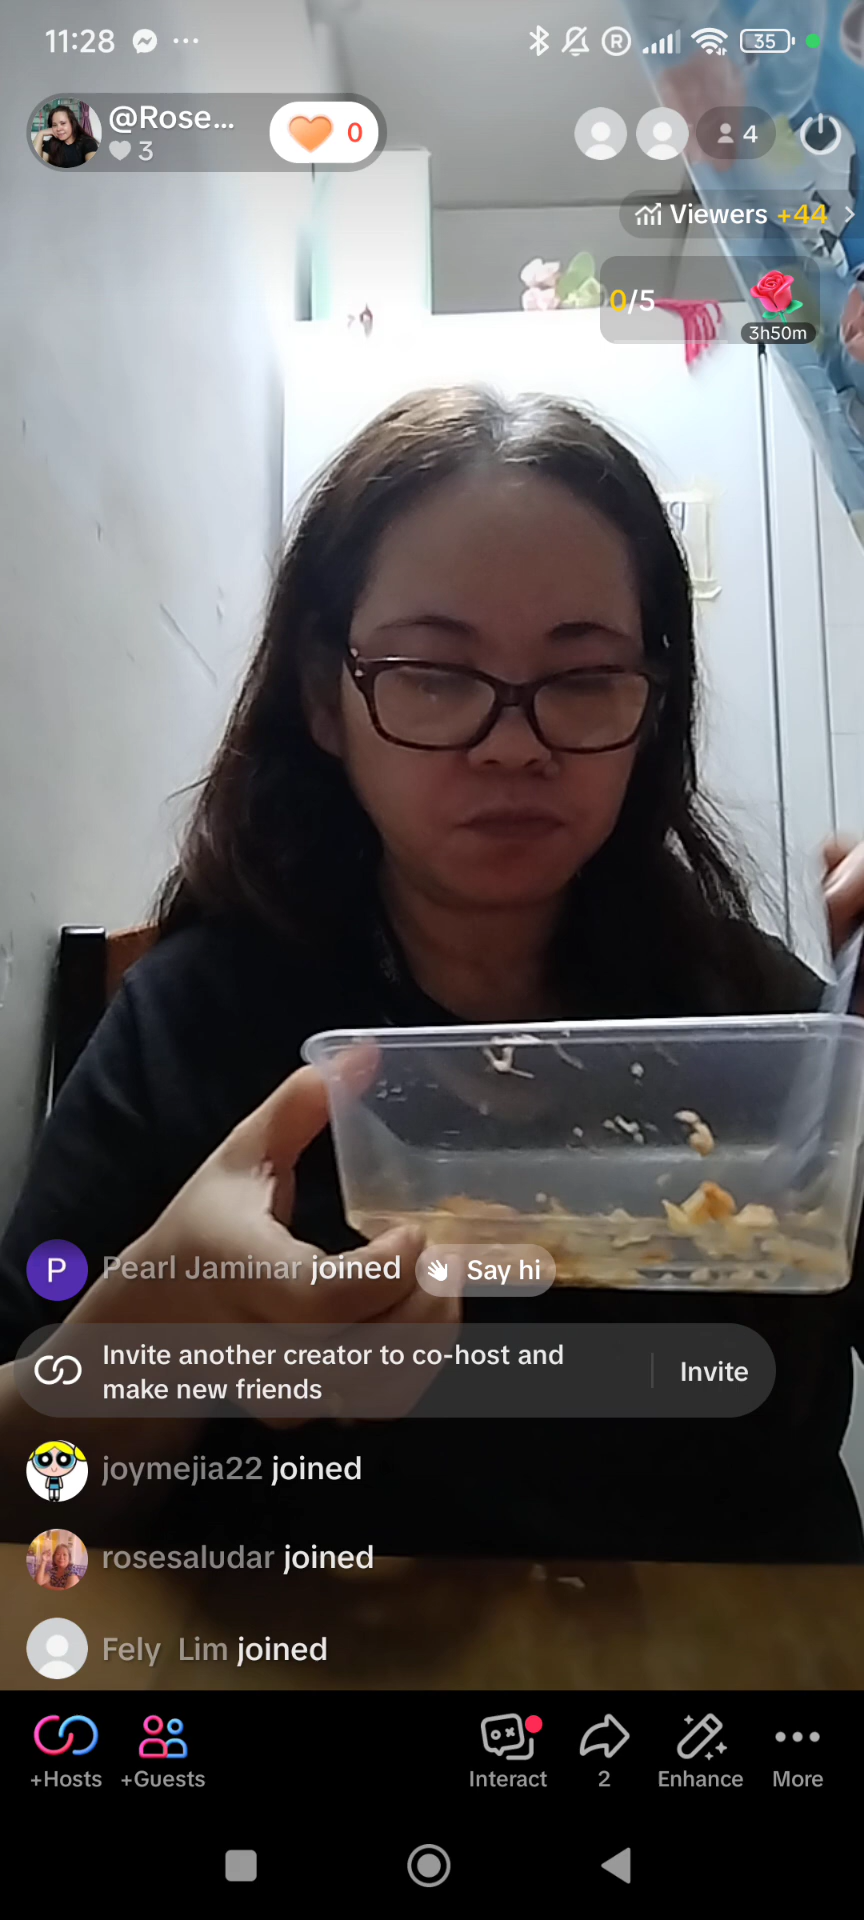 11:28
R
35
@Rose...
3
0
4
Viewers +44
0/5
3h50m
Pearl Jaminar joined
Say hi
Invite another creator to co-host and
make new friends
Invite
joymejia22 joined
rosesaludar joined
Fely Lim joined
+Hosts
+Guests
Interact
2
Enhance
More
P